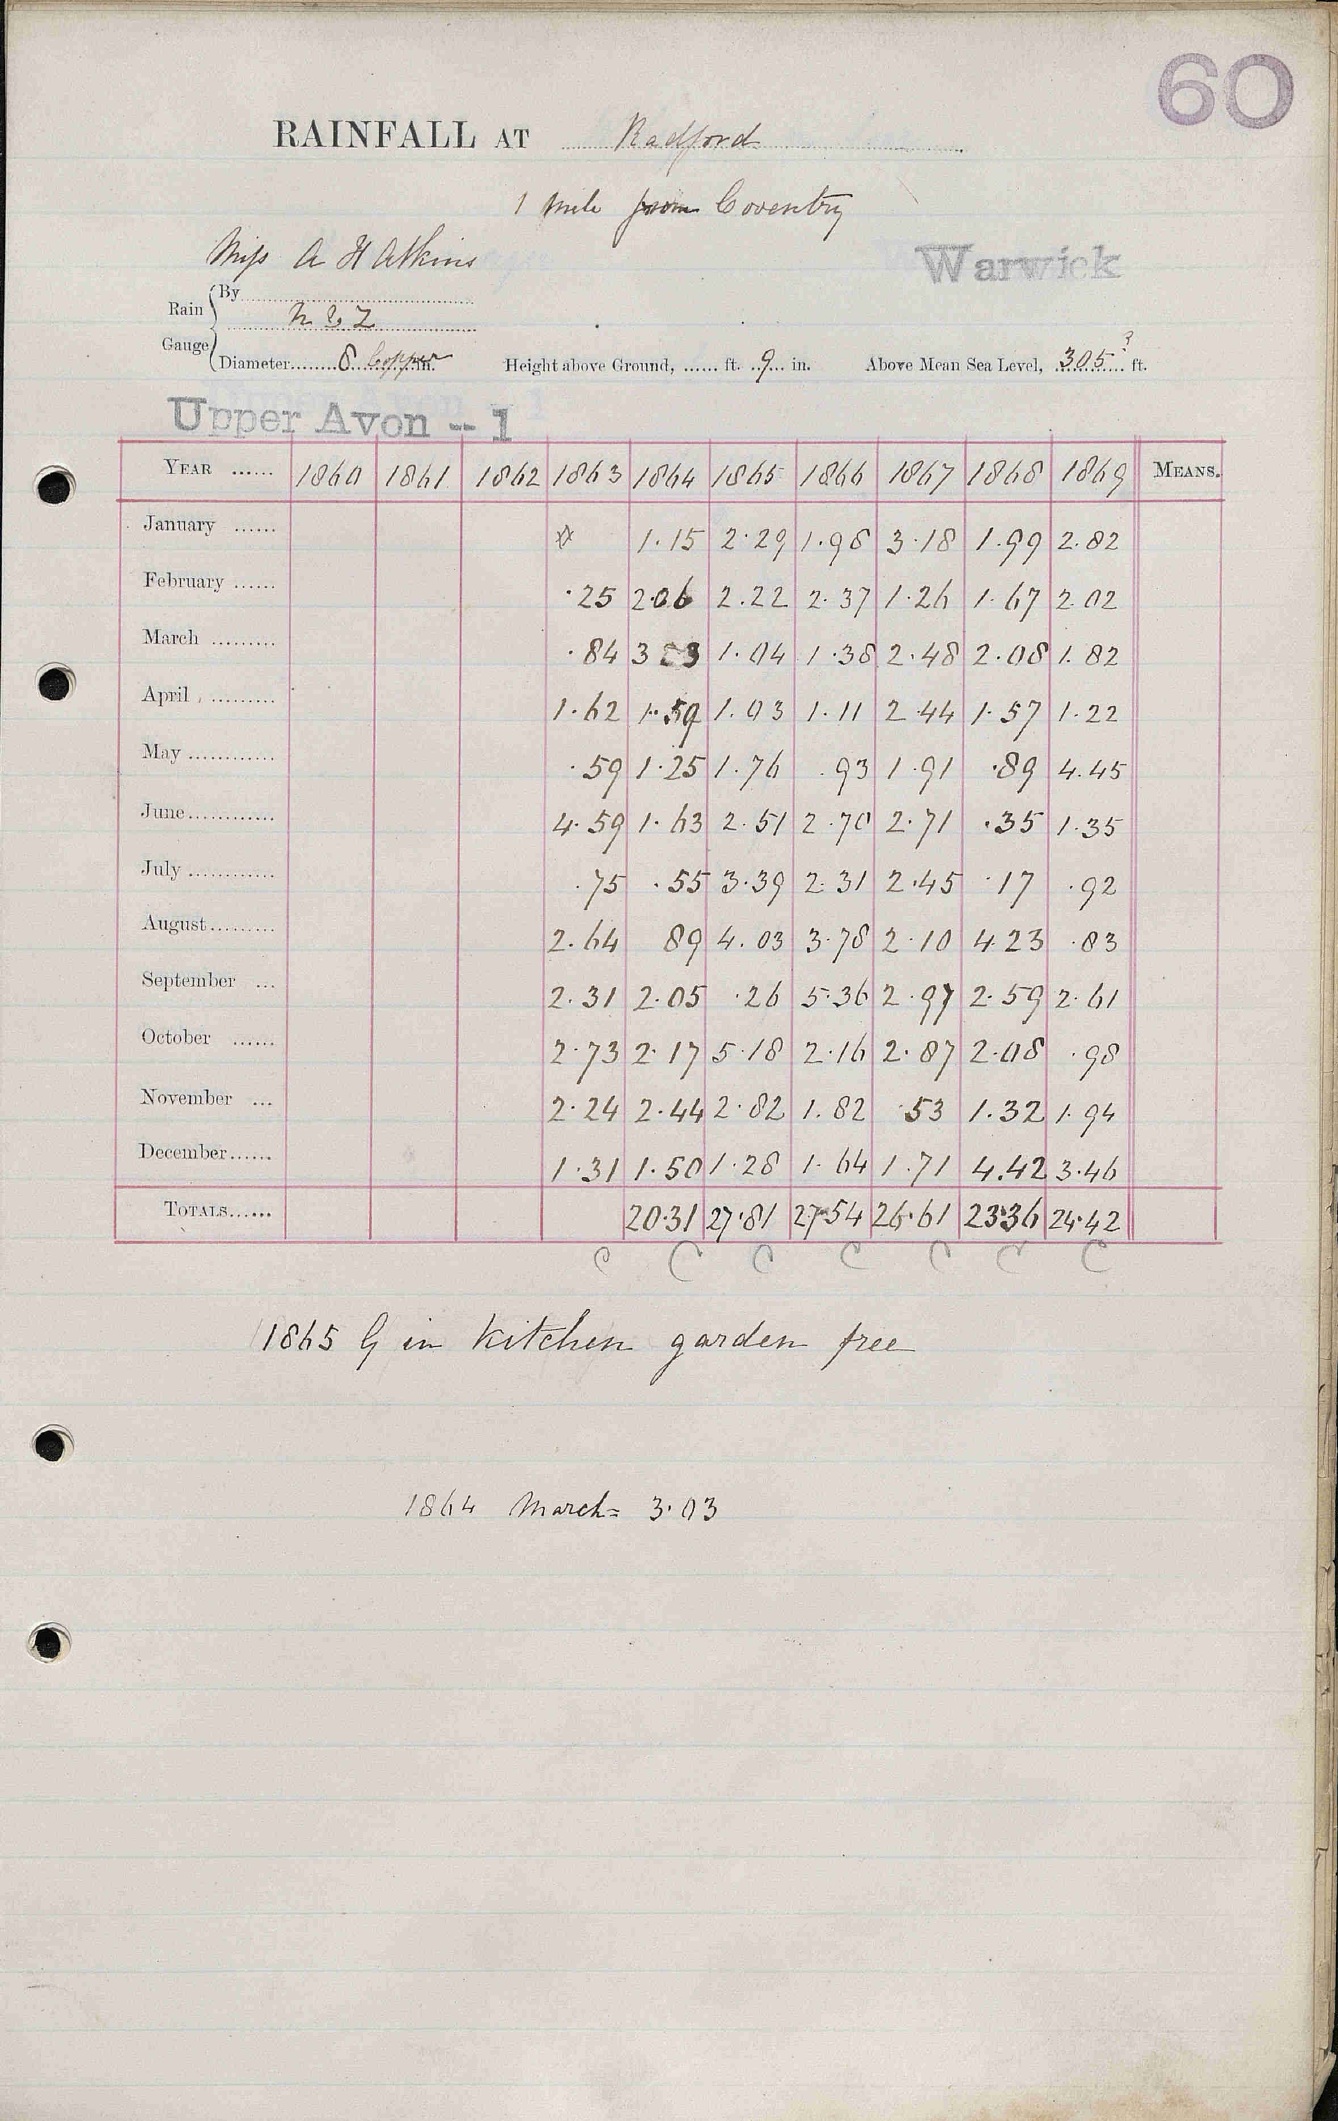 60
RAINFALL AT Radford
1 mile from Coventry
Miss A H Atkins
Warwick
Rain Gauge { By N & Z
Diameter 8 Copper in. Height above Ground, ...... ft. 9 in. Above Mean Sea Level, 305? ft.
Upper Avon -- 1
YEAR ...... 1860 1861 1862 1863 1864 1865 1866 1867 1868 1869 MEANS.
January ...... x 1.15 2.29 1.98 3.18 1.99 2.82
February ...... .25 2.06 2.22 2.37 1.26 1.67 2.02
March ......... .84 3.03 1.04 1.38 2.48 2.08 1.82
April ......... 1.62 1.59 1.03 1.11 2.44 1.57 1.22
May ............ .59 1.25 1.76 .93 1.91 .89 4.45
June............ 4.59 1.63 2.51 2.70 2.71 .35 1.35
July ............ .75 .55 3.39 2.31 2.45 .17 .92
August......... 2.64 89 4.03 3.78 2.10 4.23 .83
September ... 2.31 2.05 .26 5.36 2.97 2.59 2.61
October ...... 2.73 2.17 5.18 2.16 2.87 2.08 .98
November ... 2.24 2.44 2.82 1.82 .53 1.32 1.94
December...... 1.31 1.50 1.28 1.64 1.71 4.42 3.46
TOTALS...... 20.31 27.81 27.54 26.61 23.36 24.42
C C C C C C C
1865 G in kitchen garden free
1864 March = 3.03